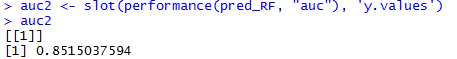 > auc2 <- slot(performance(pred_RF, "auc"), 'y.values')
> auc2
[[1]]
[1] 0.8515037594